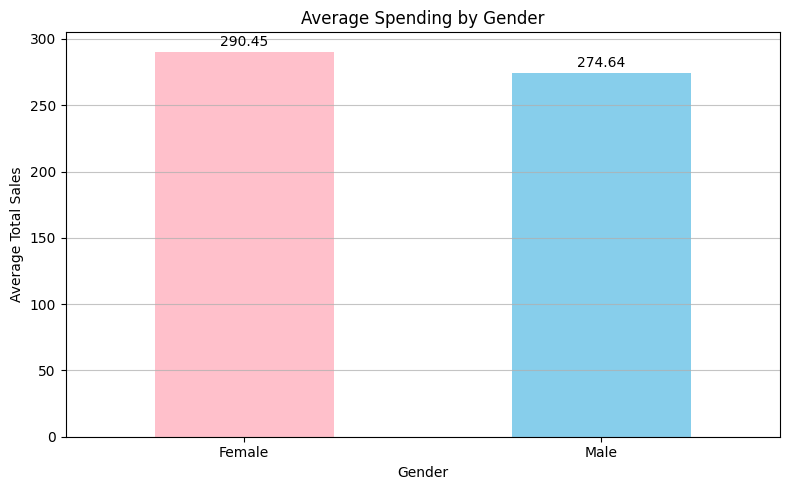 Average Spending by Gender
290.45
274.64
300
250
200
150
100
50
0
Average Total Sales
Female
Male
Gender